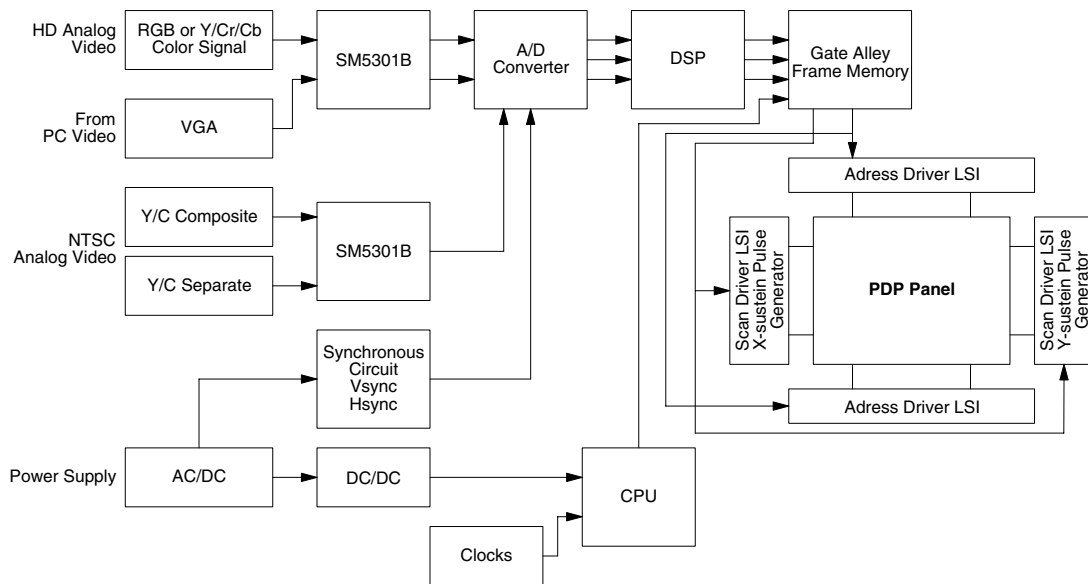 HD Analog
Video
RGB or Y/Cr/Cb
Color Signal
SM5301B
A/D
Converter
DSP
Gate Alley
Frame Memory
From
PC Video
VGA
Adress Driver LSI
Y/C Composite
NTSC
Analog Video
SM5301B
Y/C Separate
Scan Driver LSI
X-sustein Pulse
Generator
PDP Panel
Scan Driver LSI
Y-sustein Pulse
Generator
Synchronous
Circuit
Vsync
Hsync
Adress Driver LSI
Power Supply
AC/DC
DC/DC
CPU
Clocks